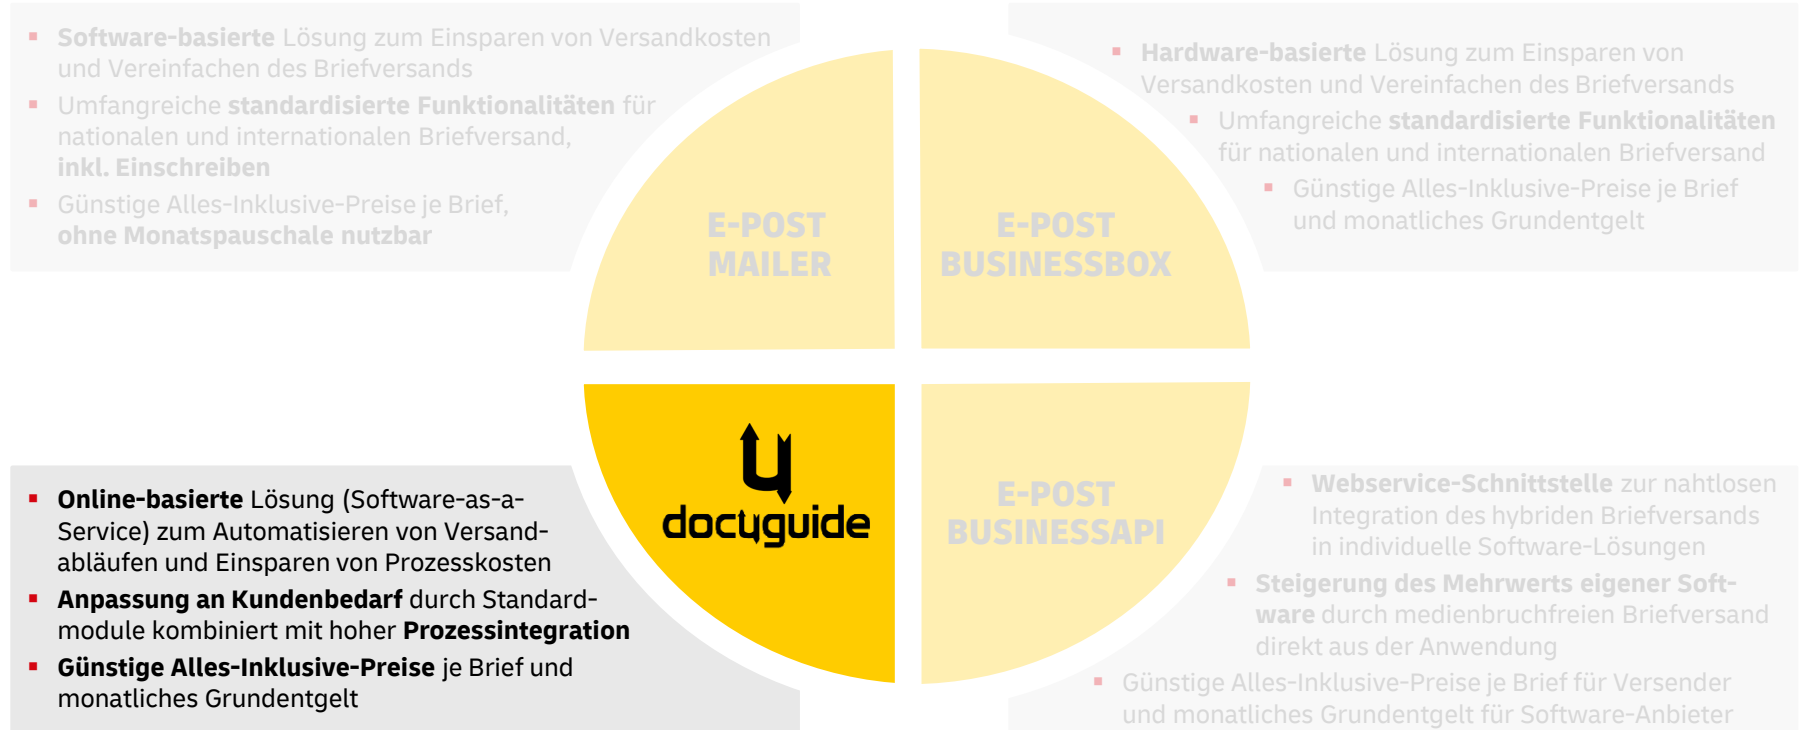 ▪ Software-basierte Lösung zum Einsparen von Versandkosten
und Vereinfachen des Briefversands
▪ Umfangreiche standardisierte Funktionalitäten für
nationalen und internationalen Briefversand,
inkl. Einschreiben
▪ Günstige Alles-Inklusive-Preise je Brief,
ohne Monatspauschale nutzbar
E-POST
MAILER
▪ Hardware-basierte Lösung zum Einsparen von
Versandkosten und Vereinfachen des Briefversands
▪ Umfangreiche standardisierte Funktionalitäten
für nationalen und internationalen Briefversand
▪ Günstige Alles-Inklusive-Preise je Brief
und monatliches Grundentgelt
E-POST
BUSINESSBOX
▪ Online-basierte Lösung (Software-as-a-
Service) zum Automatisieren von Versand-
abläufen und Einsparen von Prozesskosten
▪ Anpassung an Kundenbedarf durch Standard-
module kombiniert mit hoher Prozessintegration
▪ Günstige Alles-Inklusive-Preise je Brief und
monatliches Grundentgelt
docuguide
E-POST
BUSINESSAPI
▪ Webservice-Schnittstelle zur nahtlosen
Integration des hybriden Briefversands
in individuelle Software-Lösungen
▪ Steigerung des Mehrwerts eigener Soft-
ware durch medienbruchfreien Briefversand
direkt aus der Anwendung
▪ Günstige Alles-Inklusive-Preise je Brief für Versender
und monatliches Grundentgelt für Software-Anbieter